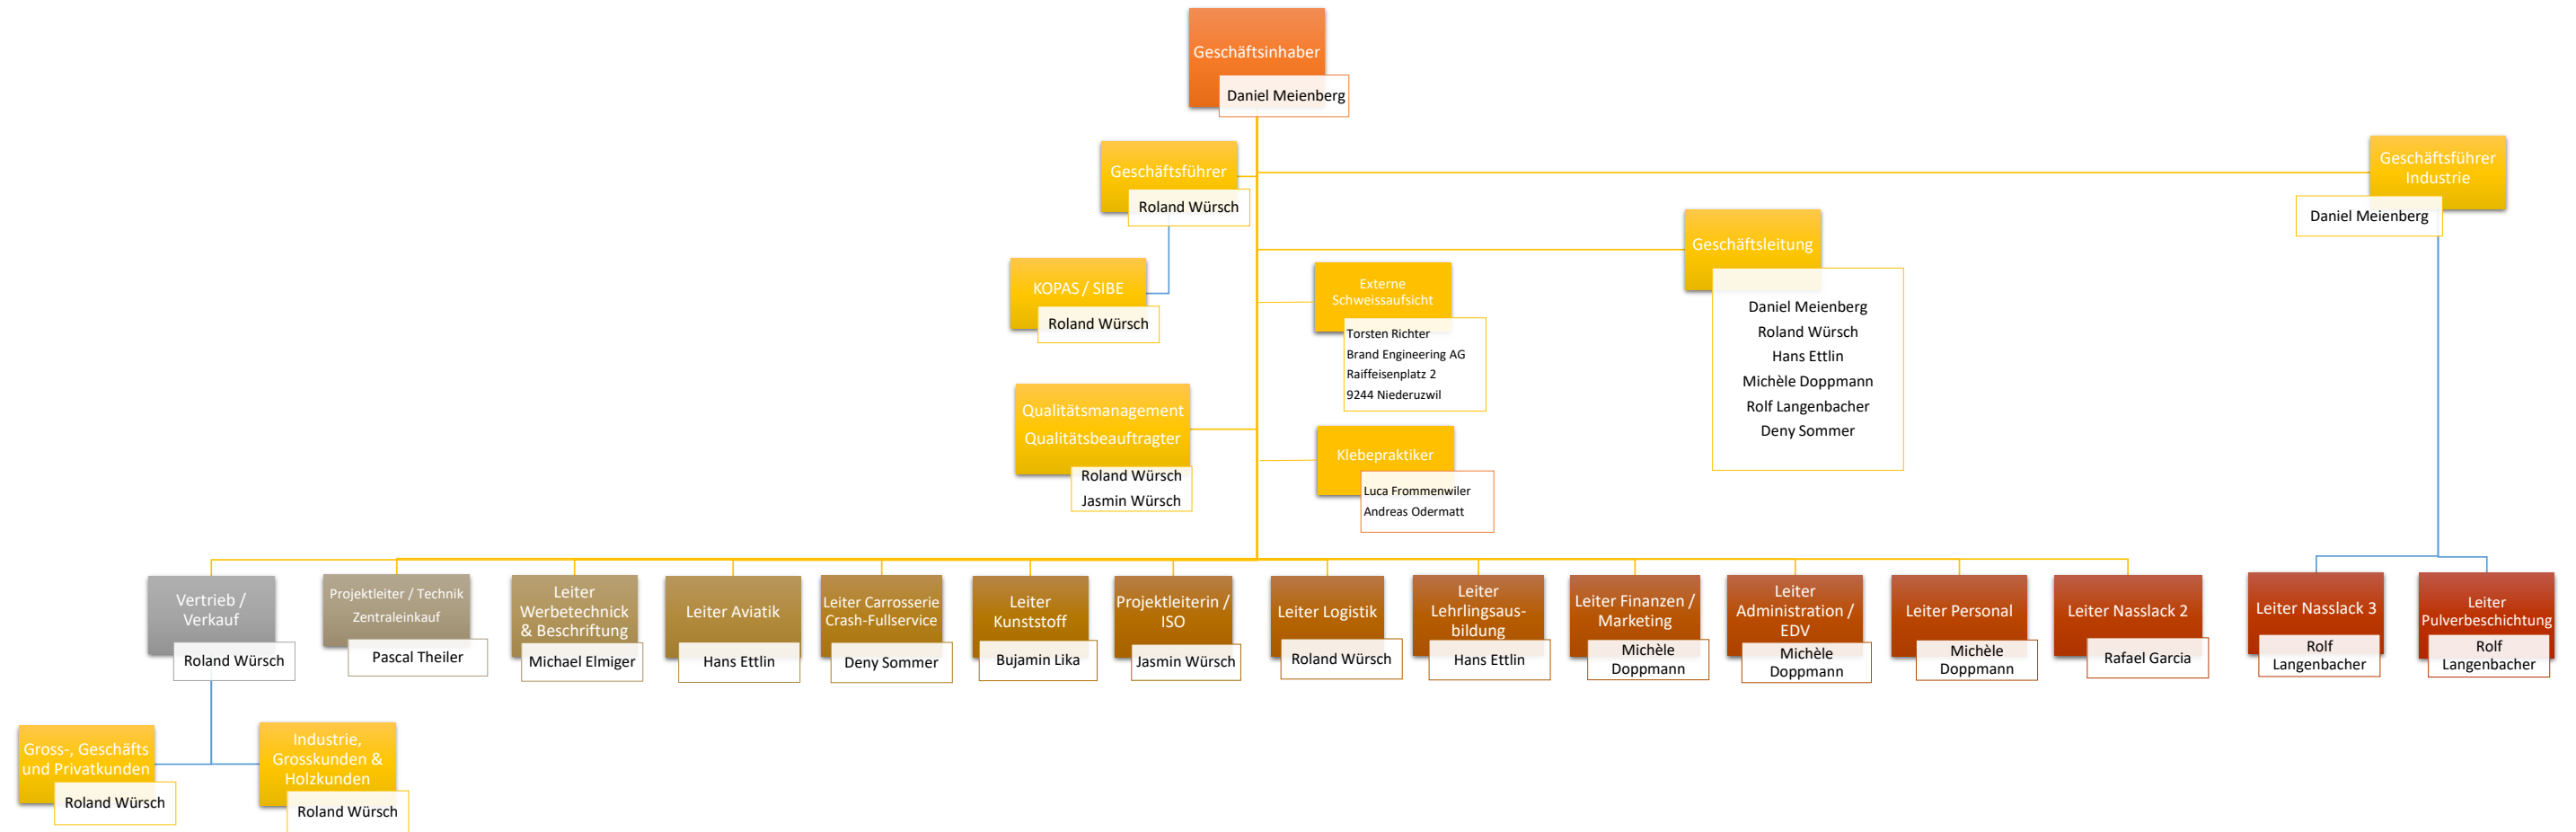 Geschäftsinhaber
Daniel Meienberg
Geschäftsführer
Roland Würsch
Geschäftsführer
Industrie
Daniel Meienberg
Geschäftsleitung
Daniel Meienberg
Roland Würsch
Hans Ettlin
Michèle Doppmann
Rolf Langenbacher
Deny Sommer
KOPAS / SIBE
Roland Würsch
Externe
Schweissaufsicht
Torsten Richter
Brand Engineering AG
Raiffeisenplatz 2
9244 Niederuzwil
Qualitätsmanagement
Qualitätsbeauftragter
Roland Würsch
Jasmin Würsch
Klebepraktiker
Luca Frommenwiler
Andreas Odermatt
Vertrieb /
Verkauf
Roland Würsch
Projektleiter / Technik
Zentraleinkauf
Pascal Theiler
Leiter
Werbetechnick
& Beschriftung
Michael Elmiger
Leiter Aviatik
Hans Ettlin
Leiter Carrosserie
Crash-Fullservice
Deny Sommer
Leiter
Kunststoff
Bujamin Lika
Projektleiterin /
ISO
Jasmin Würsch
Leiter Logistik
Roland Würsch
Leiter
Lehrlingsaus-
bildung
Hans Ettlin
Leiter Finanzen /
Marketing
Michèle
Doppmann
Leiter
Administration /
EDV
Michèle
Doppmann
Leiter Personal
Michèle
Doppmann
Leiter Nasslack 2
Rafael Garcia
Leiter Nasslack 3
Rolf
Langenbacher
Leiter
Pulverbeschichtung
Rolf
Langenbacher
Gross-, Geschäfts
und Privatkunden
Roland Würsch
Industrie,
Grosskunden &
Holzkunden
Roland Würsch